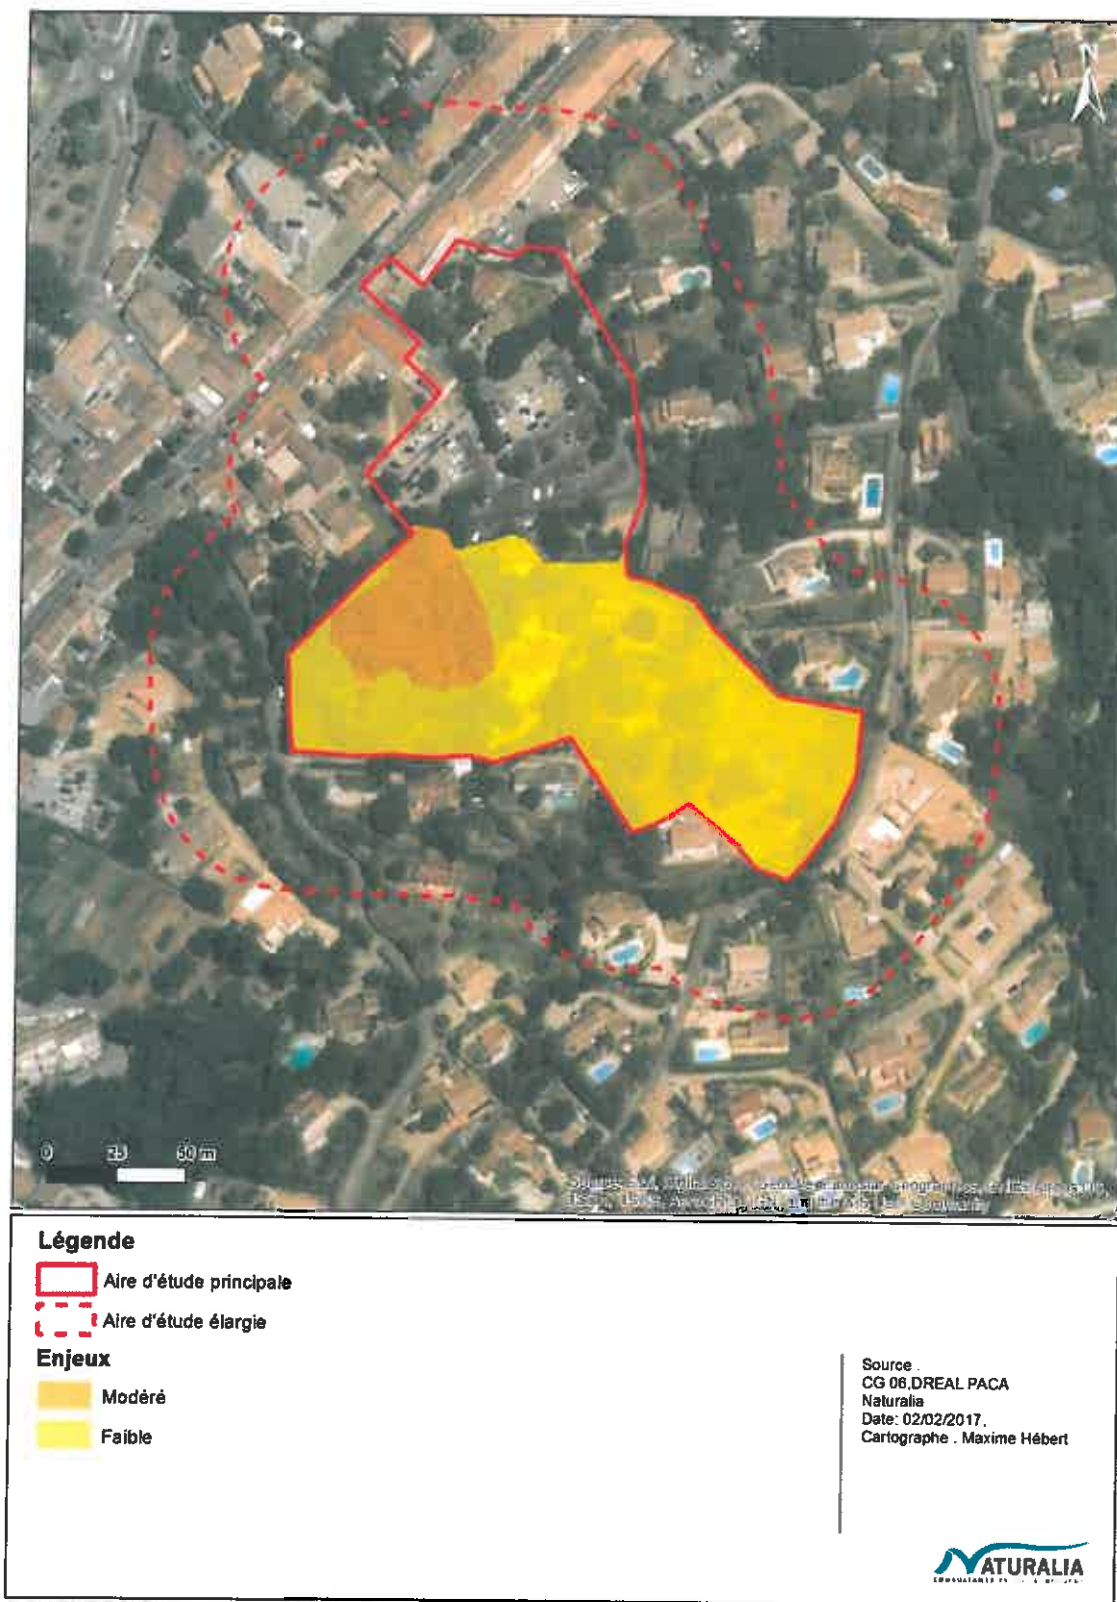 N
0 25 50 m
Légende
Aire d'étude principale
Aire d'étude élargie
Enjeux
Modéré
Faible
Source .
CG 06,DREAL PACA
Naturalia
Date: 02/02/2017,
Cartographe . Maxime Hébert
NATURALIA